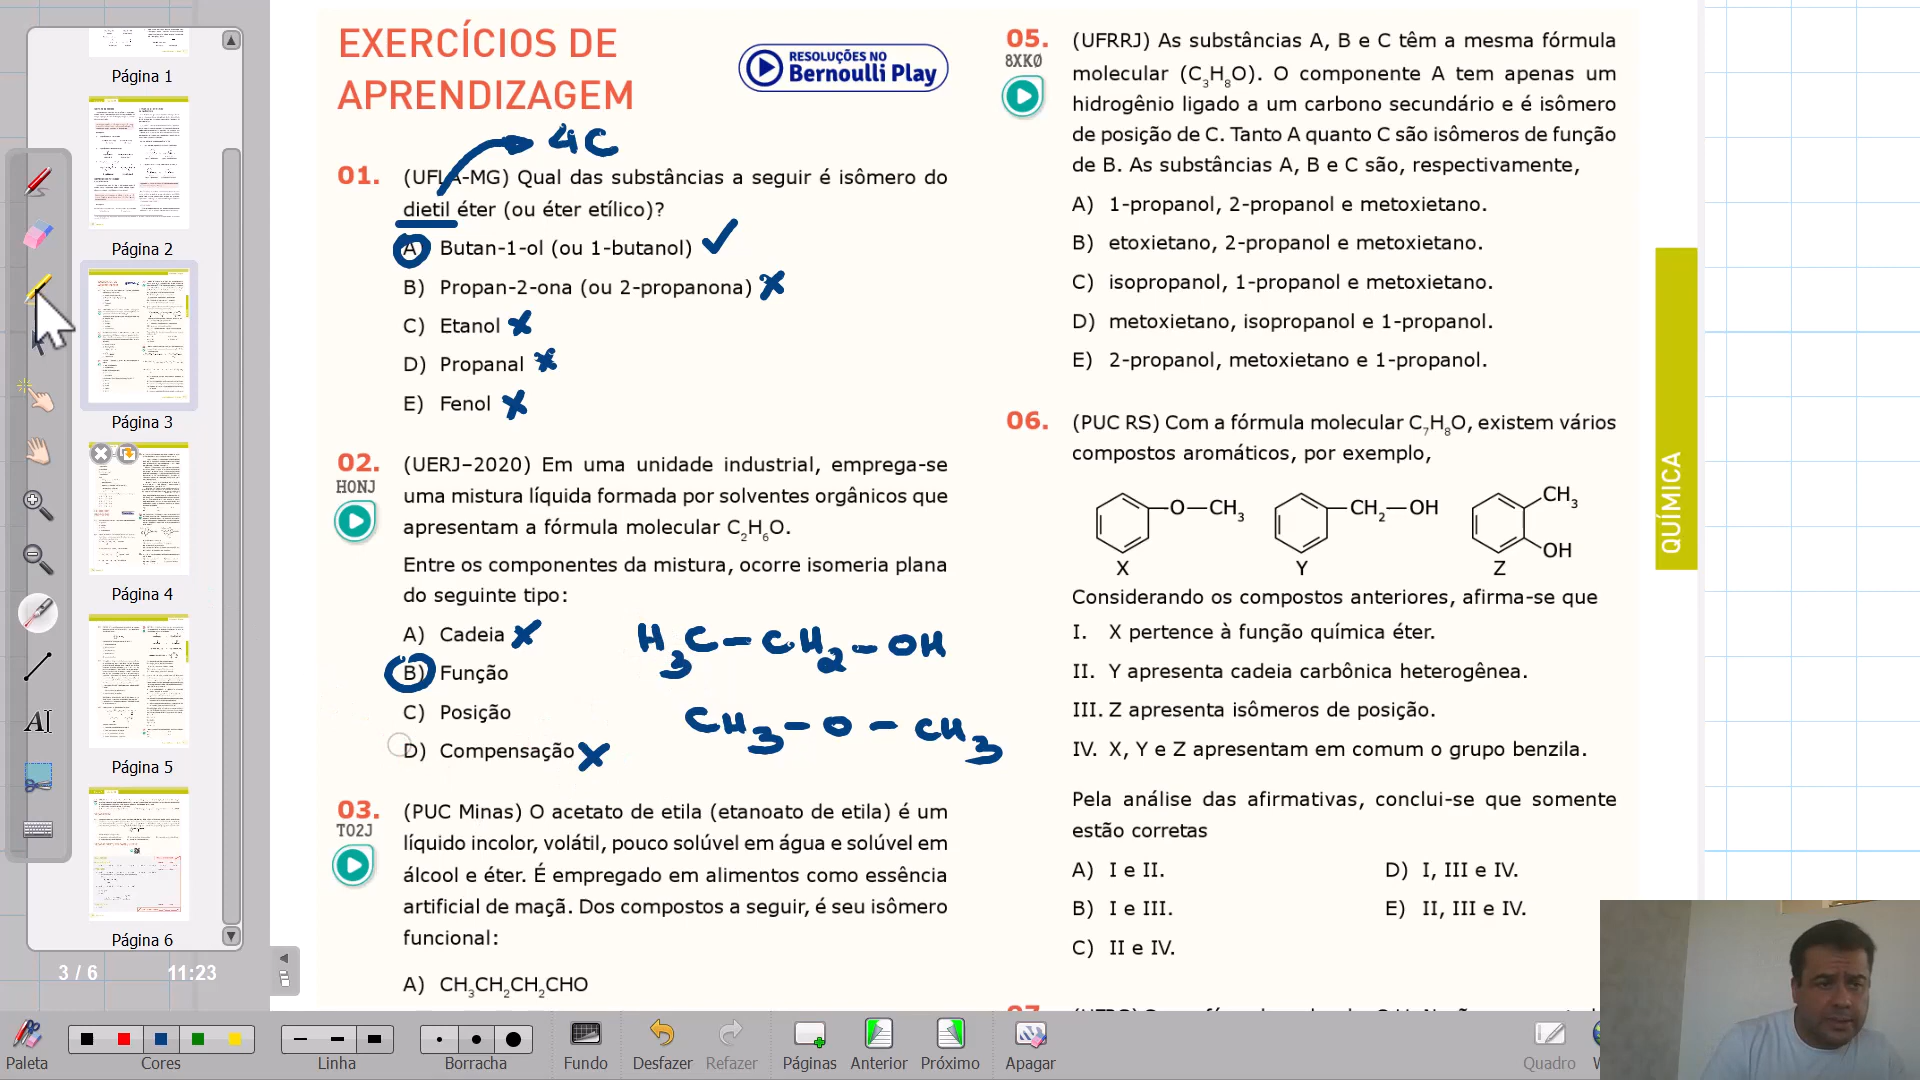 Página 1
Página 2
Página 3
Página 4
Página 5
Página 6
3 / 6 11:23
EXERCÍCIOS DE
APRENDIZAGEM
RESOLUÇÕES NO
Bernoulli Play
4C
01. (UFLA-MG) Qual das substâncias a seguir é isômero do
dietil éter (ou éter etílico)?
A) Butan-1-ol (ou 1-butanol)
B) Propan-2-ona (ou 2-propanona)
C) Etanol
D) Propanal
E) Fenol
02. (UERJ–2020) Em uma unidade industrial, emprega-se
H0NJ
uma mistura líquida formada por solventes orgânicos que
apresentam a fórmula molecular C₂H₆O.
Entre os componentes da mistura, ocorre isomeria plana
do seguinte tipo:
A) Cadeia
B) Função
C) Posição
D) Compensação
H₃C – CH₂ – OH
CH₃ – O – CH₃
03. (PUC Minas) O acetato de etila (etanoato de etila) é um
T02J
líquido incolor, volátil, pouco solúvel em água e solúvel em
álcool e éter. É empregado em alimentos como essência
artificial de maçã. Dos compostos a seguir, é seu isômero
funcional:
A) CH₃CH₂CH₂CHO
05. (UFRRJ) As substâncias A, B e C têm a mesma fórmula
8XKØ
molecular (C₃H₈O). O componente A tem apenas um
hidrogênio ligado a um carbono secundário e é isômero
de posição de C. Tanto A quanto C são isômeros de função
de B. As substâncias A, B e C são, respectivamente,
A) 1-propanol, 2-propanol e metoxietano.
B) etoxietano, 2-propanol e metoxietano.
C) isopropanol, 1-propanol e metoxietano.
D) metoxietano, isopropanol e 1-propanol.
E) 2-propanol, metoxietano e 1-propanol.
06. (PUC RS) Com a fórmula molecular C₇H₈O, existem vários
compostos aromáticos, por exemplo,
O—CH₃
CH₂—OH
CH₃
OH
X Y Z
Considerando os compostos anteriores, afirma-se que
I. X pertence à função química éter.
II. Y apresenta cadeia carbônica heterogênea.
III. Z apresenta isômeros de posição.
IV. X, Y e Z apresentam em comum o grupo benzila.
Pela análise das afirmativas, conclui-se que somente
estão corretas
A) I e II.
B) I e III.
C) II e IV.
D) I, III e IV.
E) II, III e IV.
QUÍMICA
Paleta Cores Linha Borracha Fundo Desfazer Refazer Páginas Anterior Próximo Apagar Quadro